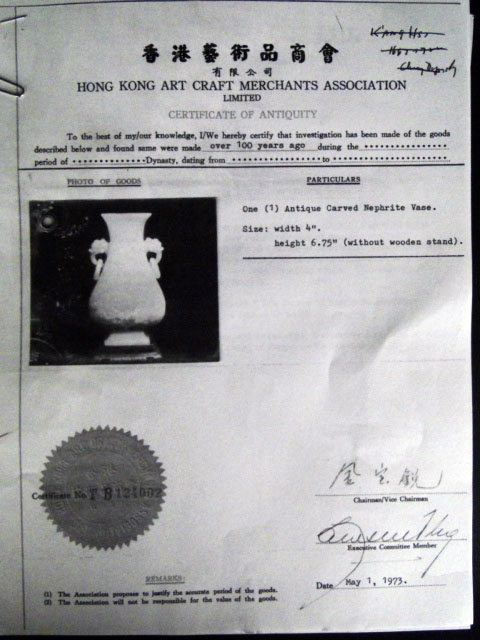 K'ang Hsi
香港藝術品商會
有限公司
HONG KONG ART CRAFT MERCHANTS ASSOCIATION
LIMITED
CERTIFICATE OF ANTIQUITY
To the best of my/our knowledge, I/We hereby certify that investigation has been made of the goods
described below and found same were made over 100 years ago during the ................
period of ................Dynasty, dating from ....................to ........................
PHOTO OF GOODS
PARTICULARS
One (1) Antique Carved Nephrite Vase.
Size: width 4".
height 6.75" (without wooden stand).
Certificate No. FB124002
Chairman/Vice Chairman
Executive Committee Member
Date May 1, 1973.
REMARKS:
(1) The Association proposes to justify the accurate period of the goods.
(2) The Association will not be responsible for the value of the goods.